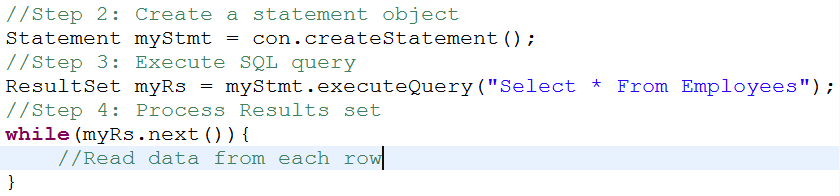 //Step 2: Create a statement object
Statement myStmt = con.createStatement();
//Step 3: Execute SQL query
ResultSet myRs = myStmt.executeQuery("Select * From Employees");
//Step 4: Process Results set
while(myRs.next()){
    //Read data from each row
}